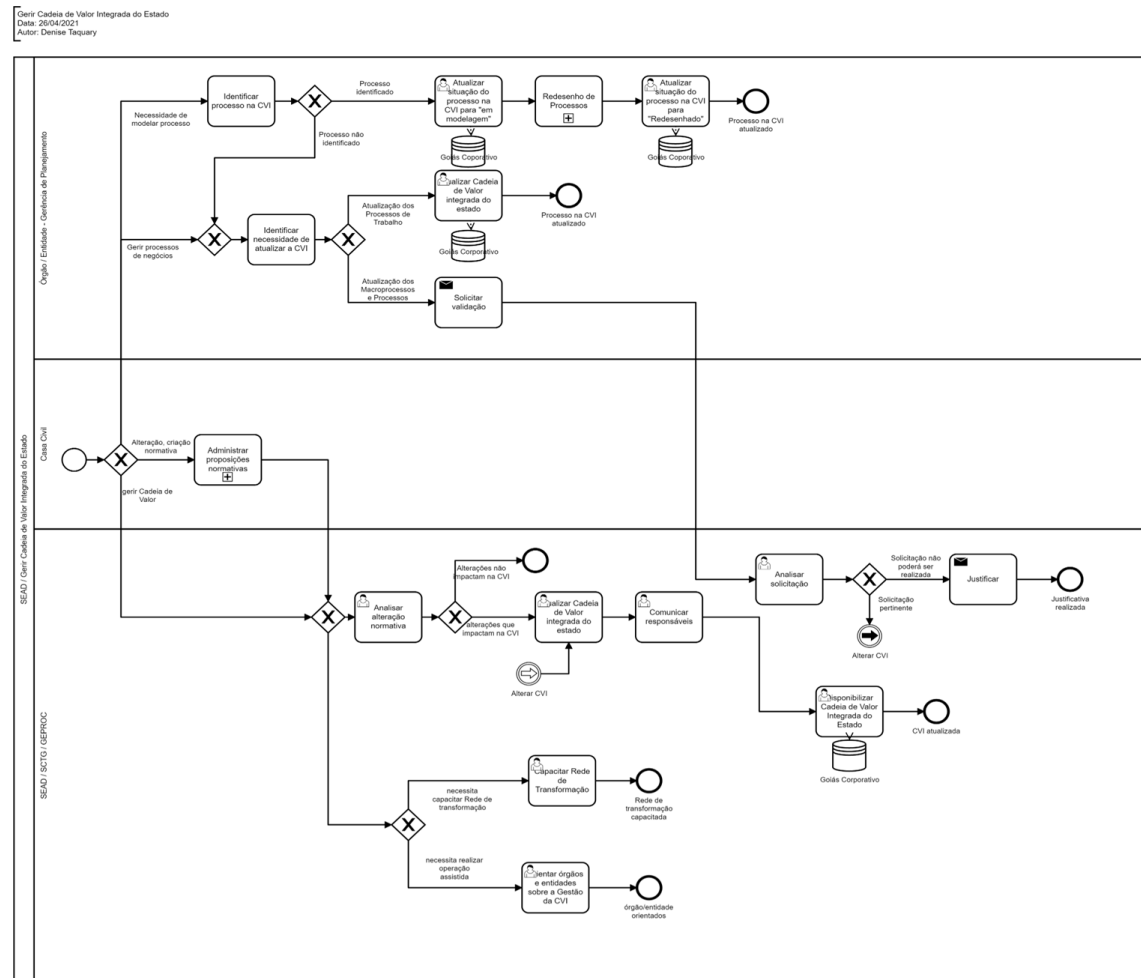 Gerir Cadeia de Valor Integrada do Estado
Data: 26/04/2021
Autor: Denise Taquary
SEAD / Gerir Cadeia de Valor Integrada do Estado
Órgão / Entidade - Gerência de Planejamento
Necessidade de
modelar processo
Identificar
processo na CVI
Processo
identificado
Processo não
identificado
Atualizar
situação do
processo na
CVI para "em
modelagem"
Goiás Coporativo
Redesenho de
Processos
Atualizar
situação do
processo na CVI
para
"Redesenhado"
Goiás Coporativo
Processo na CVI
atualizado
Gerir processos
de negócios
Identificar
necessidade de
atualizar a CVI
Atualização dos
Processos de
Trabalho
ualizar Cadeia
de Valor
integrada do
estado
Goiás Corporativo
Processo na CVI
atualizado
Atualização dos
Macroprocessos
e Processos
Solicitar
validação
Casa Civil
Alteração, criação
normativa
Administrar
proposições
normativas
gerir Cadeia de
Valor
SEAD / SCTG / GEPROC
Analisar
alteração
normativa
Alterações não
impactam na CVI
alterações que
impactam na CVI
ualizar Cadeia
de Valor
integrada do
estado
Alterar CVI
Comunicar
responsáveis
Analisar
solicitação
Solicitação não
poderá ser
realizada
Solicitação
pertinente
Alterar CVI
Justificar
Justificativa
realizada
Disponibilizar
Cadeia de Valor
Integrada do
Estado
Goiás Corporativo
CVI atualizada
necessita
capacitar Rede de
transformação
Capacitar Rede
de
Transformação
Rede de
transformação
capacitada
necessita realizar
operação
assistida
ientar órgãos
e entidades
sobre a Gestão
da CVI
órgão/entidade
orientados